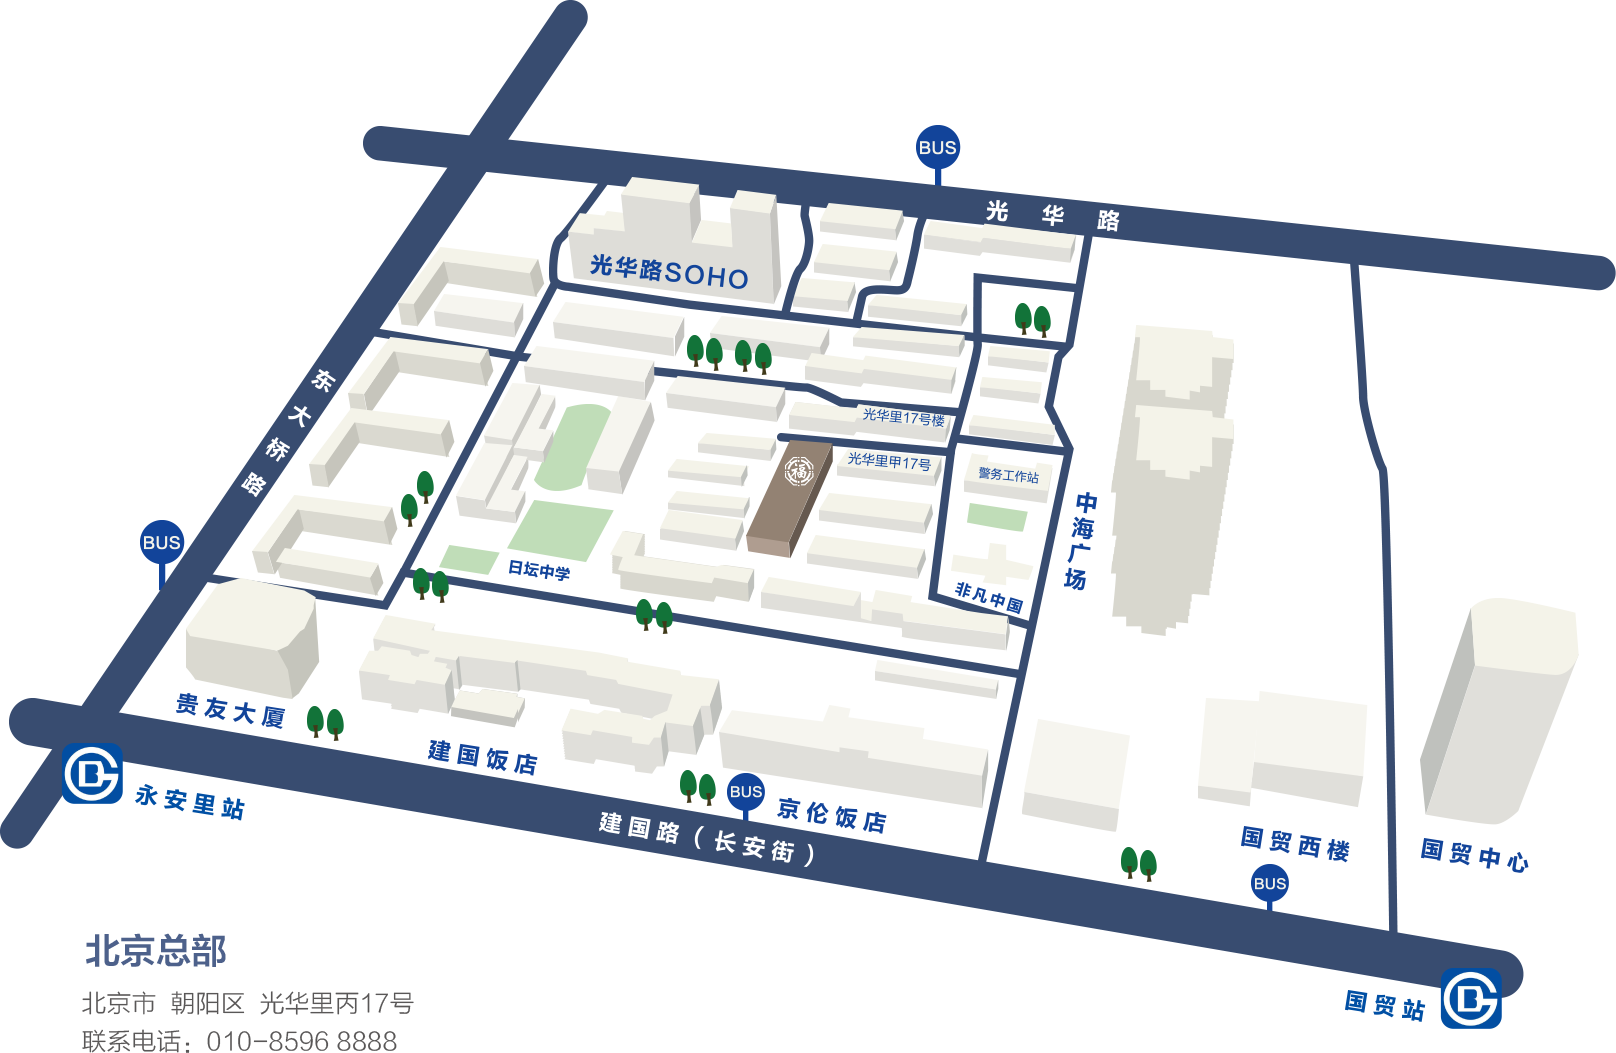 BUS
光华路
光华路SOHO
东大桥路
光华里17号楼
光华里甲17号
福
警务工作站
中海广场
BUS
日坛中学
非凡中国
贵友大厦
建国饭店
永安里站
BUS
京伦饭店
建国路（长安街）
国贸西楼
国贸中心
BUS
北京总部
北京市 朝阳区 光华里丙17号
联系电话：010-8596 8888
国贸站